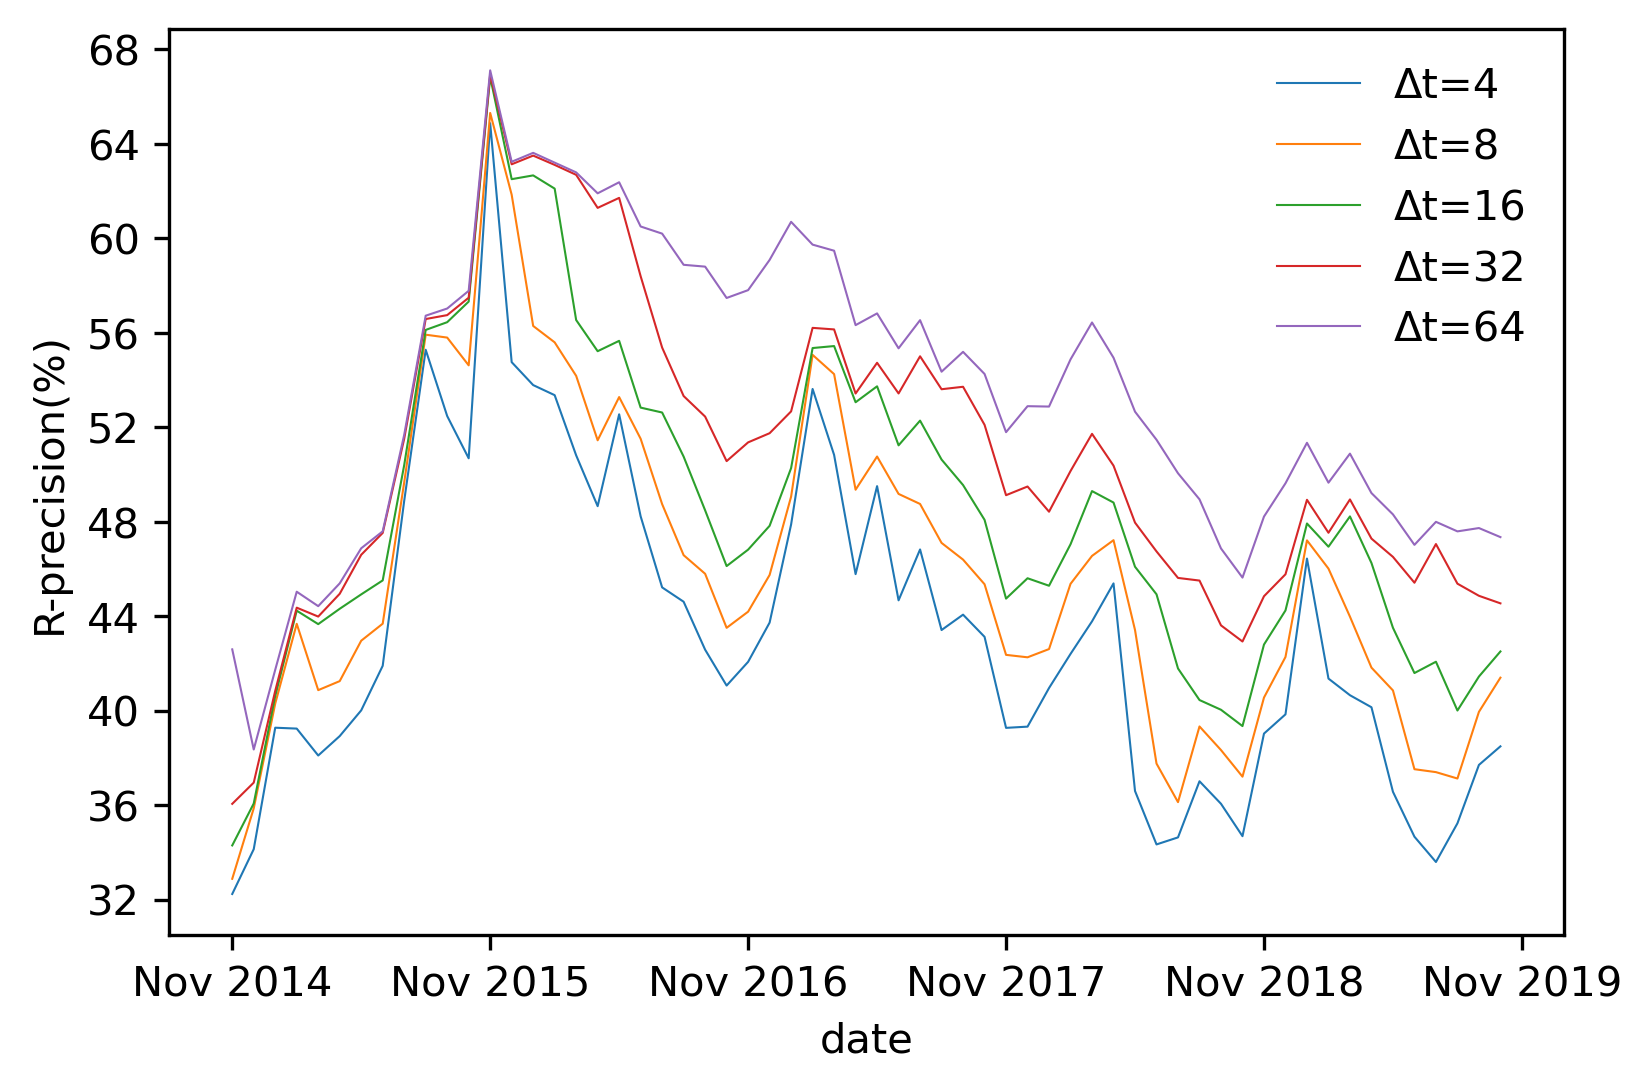 68
64
60
56
52
48
44
40
36
32
R-precision(%)
Δt=4
Δt=8
Δt=16
Δt=32
Δt=64
Nov 2014 Nov 2015 Nov 2016 Nov 2017 Nov 2018 Nov 2019
date